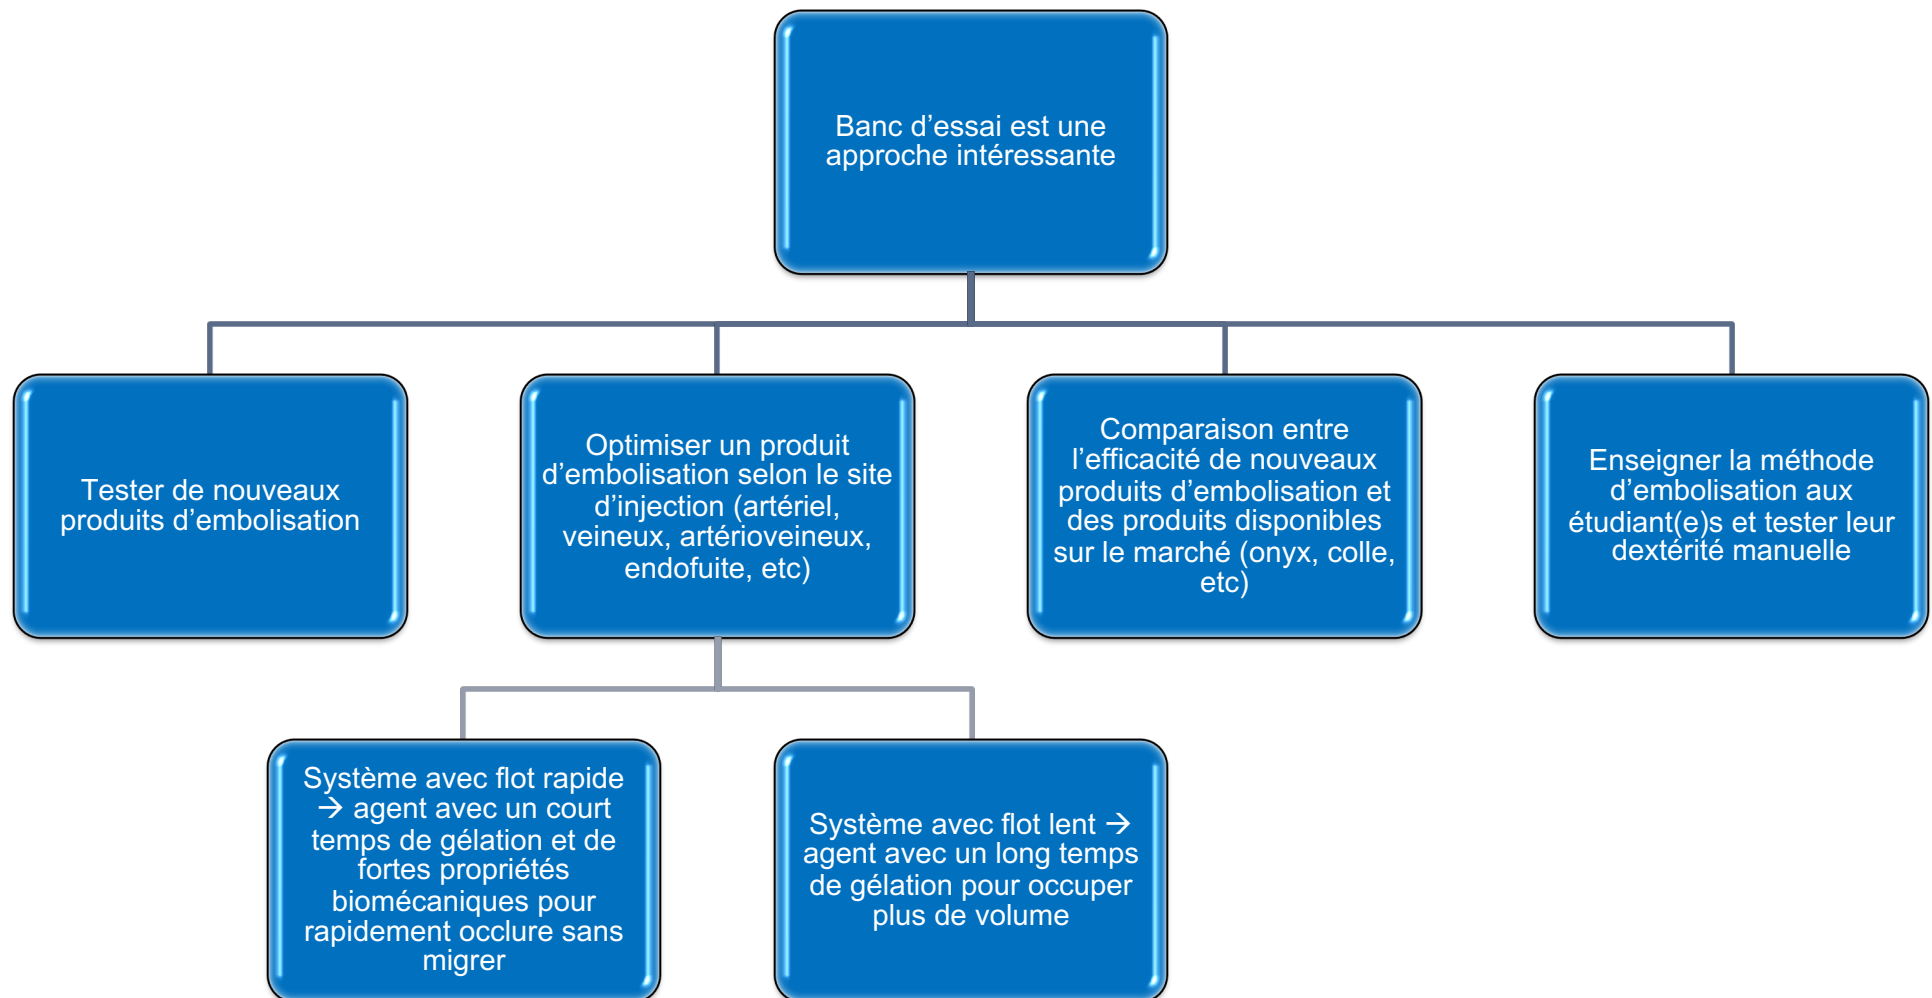 Banc d’essai est une
approche intéressante
Tester de nouveaux
produits d’embolisation
Optimiser un produit
d’embolisation selon le site
d’injection (artériel,
veineux, artérioveineux,
endofuite, etc)
Comparaison entre
l’efficacité de nouveaux
produits d’embolisation et
des produits disponibles
sur le marché (onyx, colle,
etc)
Enseigner la méthode
d’embolisation aux
étudiant(e)s et tester leur
dextérité manuelle
Système avec flot rapide
→ agent avec un court
temps de gélation et de
fortes propriétés
biomécaniques pour
rapidement occlure sans
migrer
Système avec flot lent →
agent avec un long temps
de gélation pour occuper
plus de volume